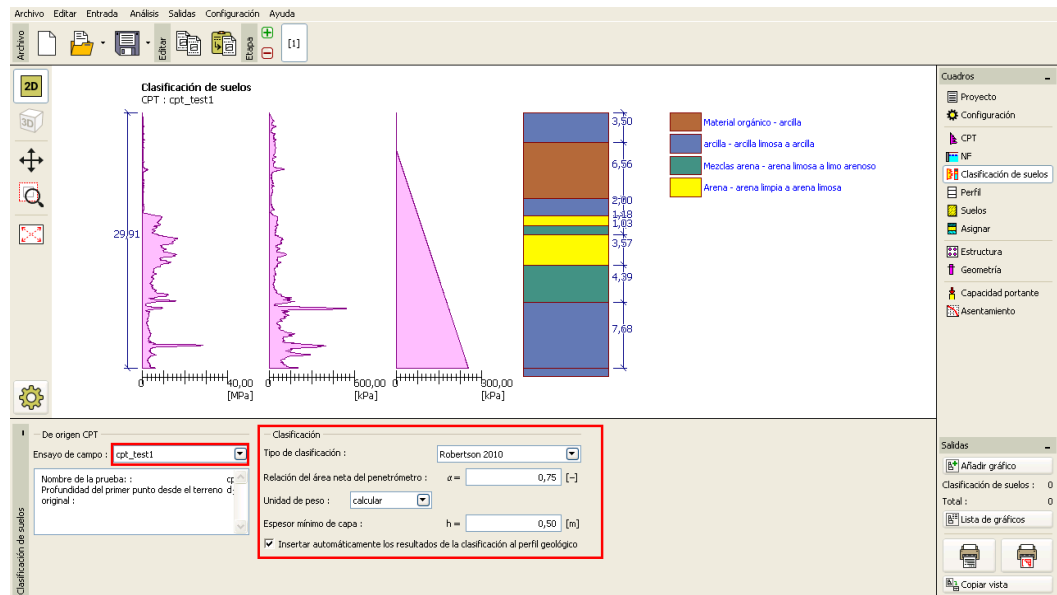 Archivo Editar Entrada Análisis Salidas Configuración Ayuda
Archivo
Editar
Etapa
[1]
2D
3D
Clasificación de suelos
CPT : cpt_test1
29,91
0
40,00
[MPa]
0
600,00
[kPa]
0
300,00
[kPa]
3,50
6,56
2,00
1,18
1,03
3,57
4,39
7,68
Material orgánico - arcilla
arcilla - arcilla limosa a arcilla
Mezclas arena - arena limosa a limo arenoso
Arena - arena limpia a arena limosa
Cuadros
Proyecto
Configuración
CPT
NF
Clasificación de suelos
Perfil
Suelos
Asignar
Estructura
Geometría
Capacidad portante
Asentamiento
Clasificación de suelos
De origen CPT
Ensayo de campo : cpt_test1
Nombre de la prueba: : cp
Profundidad del primer punto desde el terreno
original :
Clasificación
Tipo de clasificación : Robertson 2010
Relación del área neta del penetrómetro : α = 0,75 [–]
Unidad de peso : calcular
Espesor mínimo de capa : h = 0,50 [m]
Insertar automáticamente los resultados de la clasificación al perfil geológico
Salidas
Añadir gráfico
Clasificación de suelos : 0
Total : 0
Lista de gráficos
Copiar vista